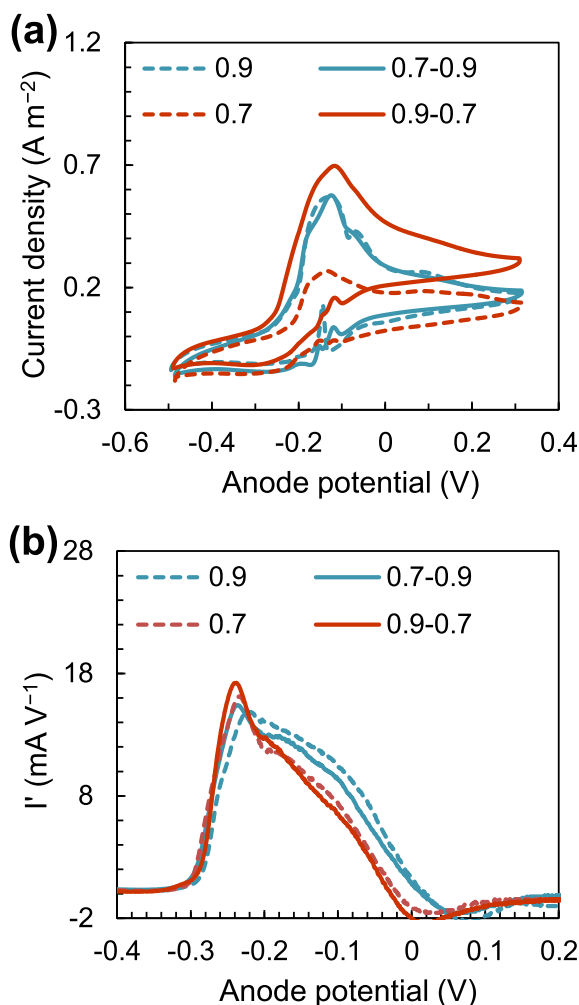 (a)
1.2
0.9 0.7-0.9
0.7 0.9-0.7
0.7
0.2
-0.3
-0.6 -0.4 -0.2 0 0.2 0.4
Current density (A m⁻²)
Anode potential (V)
(b)
28
0.9 0.7-0.9
0.7 0.9-0.7
18
8
-2
-0.4 -0.3 -0.2 -0.1 0 0.1 0.2
I' (mA V⁻¹)
Anode potential (V)